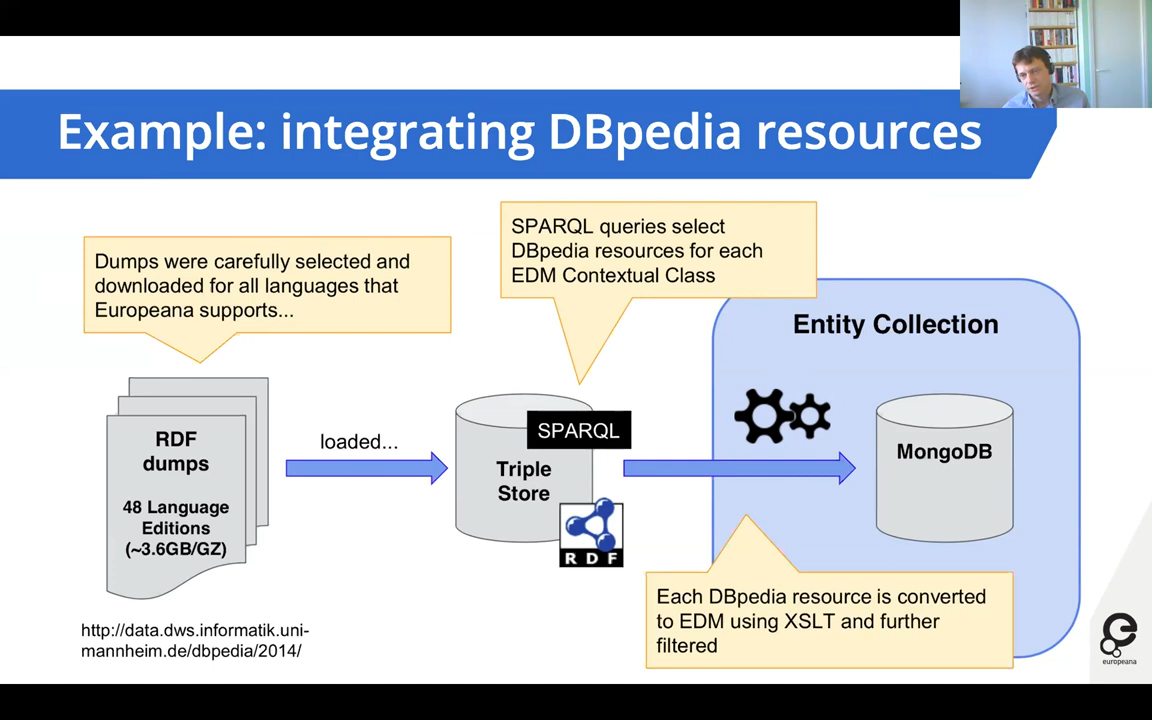 Example: integrating DBpedia resources
SPARQL queries select
DBpedia resources for each
EDM Contextual Class
Dumps were carefully selected and
downloaded for all languages that
Europeana supports...
Entity Collection
RDF
dumps
48 Language
Editions
(~3.6GB/GZ)
loaded...
SPARQL
Triple
Store
RDF
MongoDB
Each DBpedia resource is converted
to EDM using XSLT and further
filtered
http://data.dws.informatik.uni-
mannheim.de/dbpedia/2014/
europeana